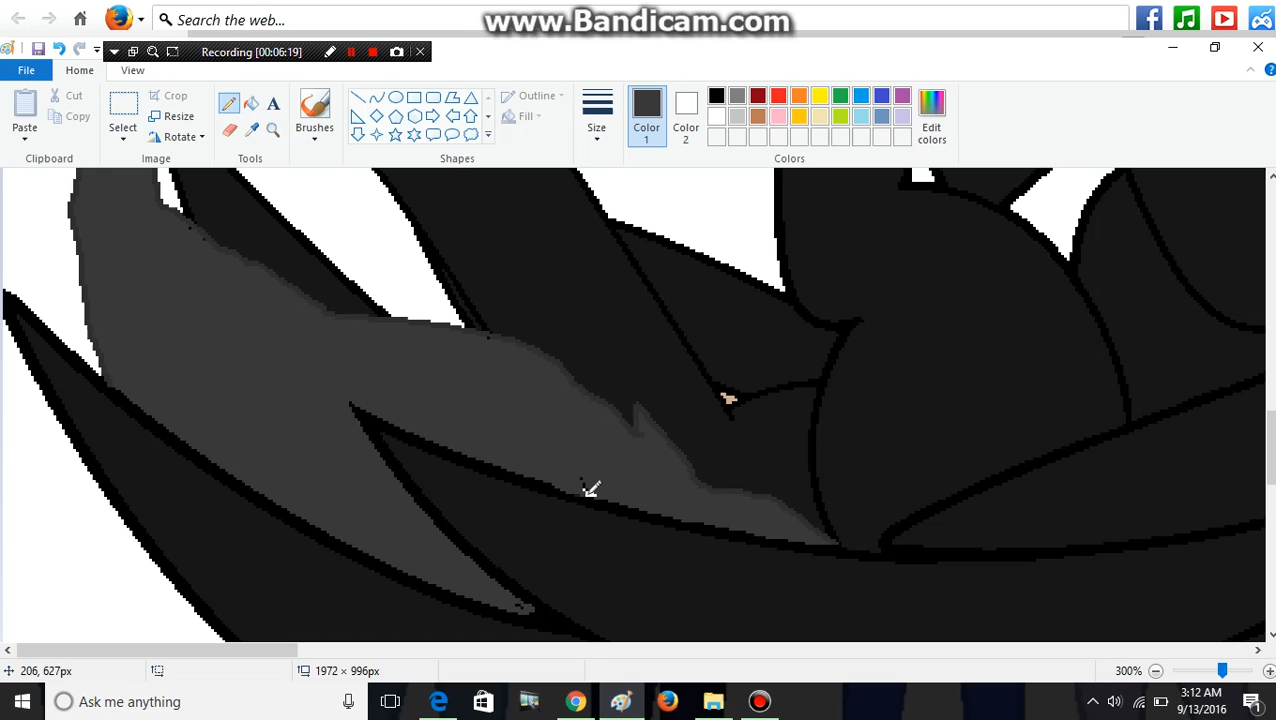 www.Bandicam.com
Search the web...
Recording [00:06:19]
File
Home
View
Paste
Cut
Copy
Clipboard
Select
Crop
Resize
Rotate
Image
Tools
Brushes
Outline
Fill
Shapes
Size
Color 1
Color 2
Edit colors
Colors
206, 627px
1972 × 996px
300%
Ask me anything
3:12 AM
9/13/2016